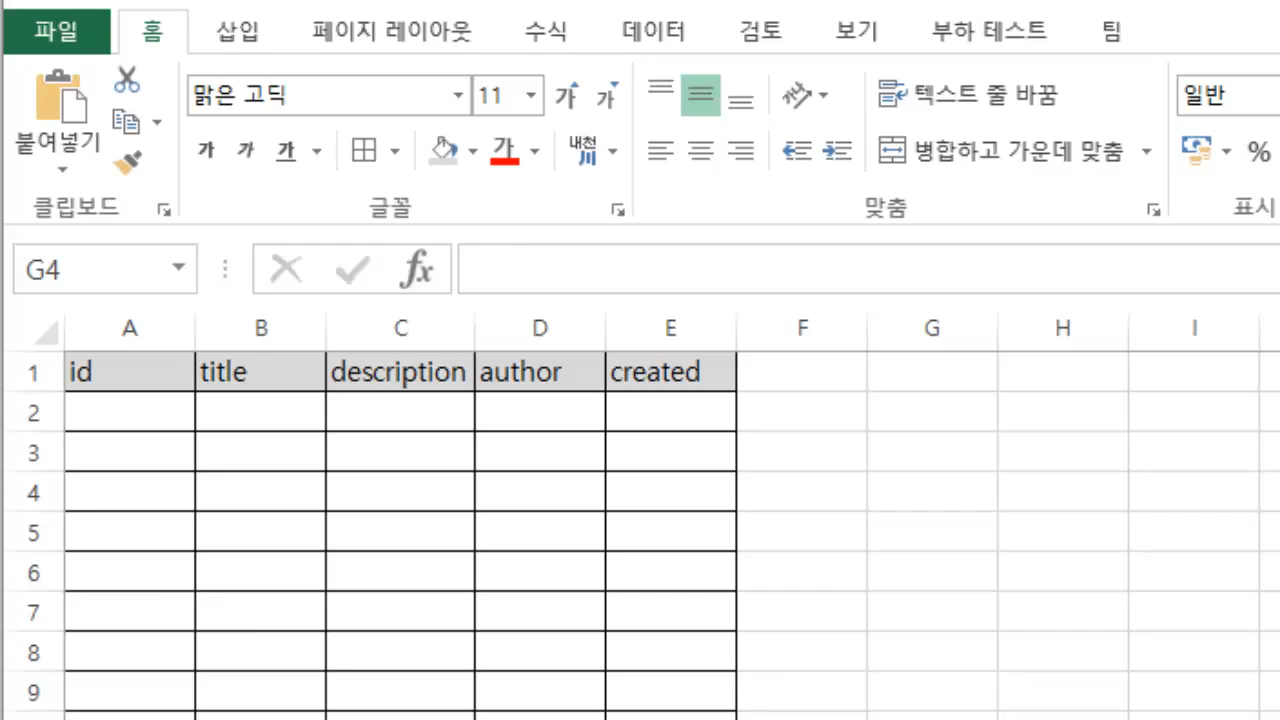 파일 홈 삽입 페이지 레이아웃 수식 데이터 검토 보기 부하 테스트 팀
맑은 고딕 11 가 가 텍스트 줄 바꿈 일반
붙여넣기 가 가 가 가 내천 川 병합하고 가운데 맞춤 %
클립보드 글꼴 맞춤 표시
G4 fx
A B C D E F G H I
1 id title description author created
2
3
4
5
6
7
8
9